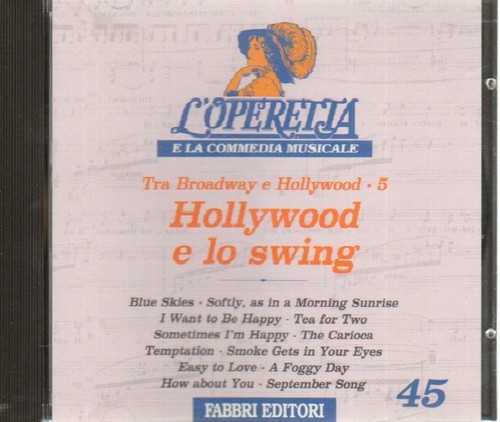 L'OPERETTA
E LA COMMEDIA MUSICALE
Tra Broadway e Hollywood · 5
Hollywood
e lo swing
Blue Skies - Softly, as in a Morning Sunrise
I Want to Be Happy - Tea for Two
Sometimes I'm Happy - The Carioca
Temptation - Smoke Gets in Your Eyes
Easy to Love - A Foggy Day
How about You - September Song
45
FABBRI EDITORI